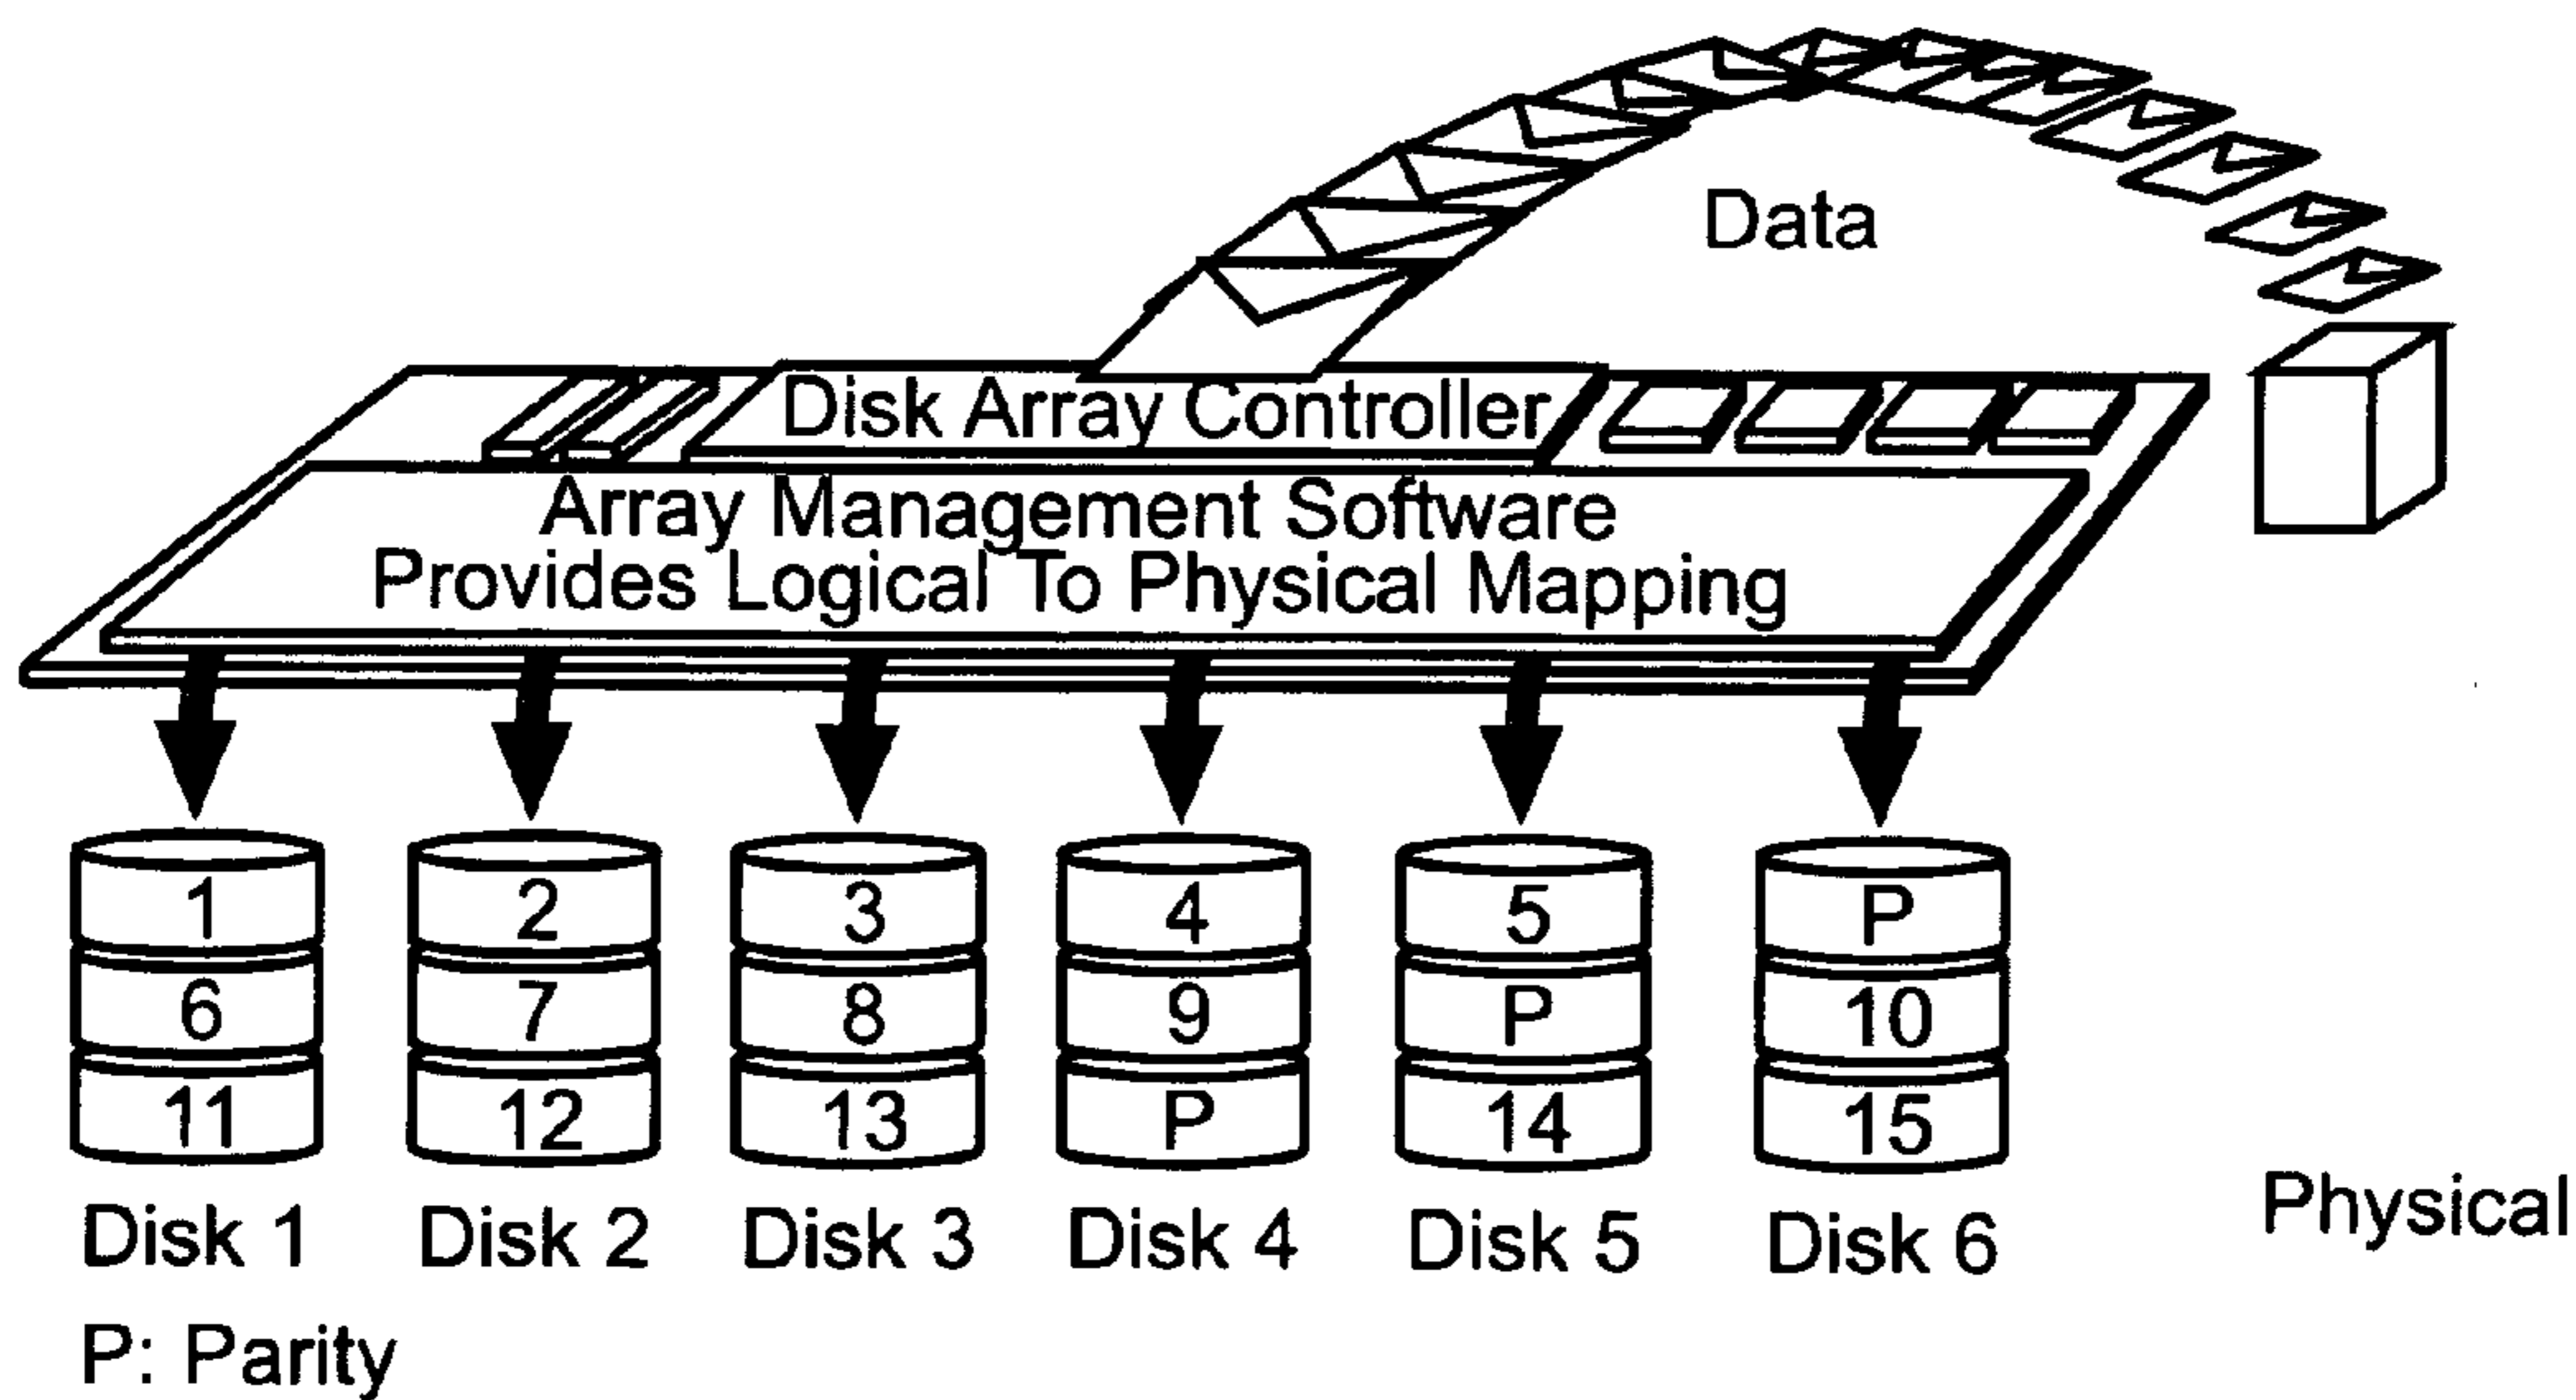 Data
Disk Array Controller
Array Management Software
Provides Logical To Physical Mapping
1 2 3 4 5 P
6 7 8 9 P 10
11 12 13 P 14 15
Disk 1 Disk 2 Disk 3 Disk 4 Disk 5 Disk 6 Physical
P: Parity